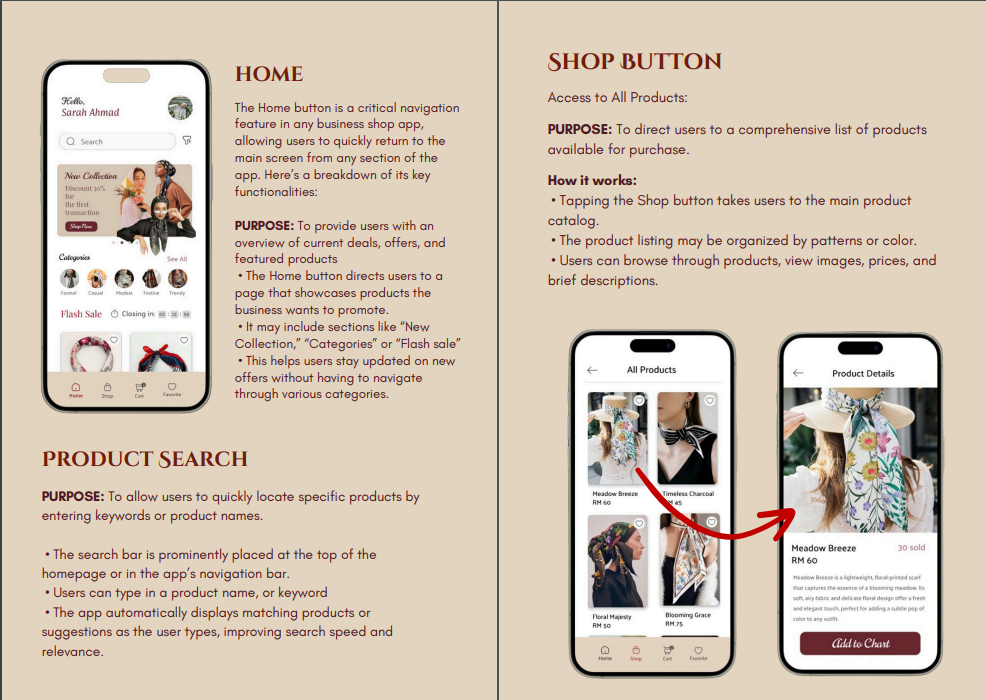 HOME
The Home button is a critical navigation
feature in any business shop app,
allowing users to quickly return to the
main screen from any section of the
app. Here's a breakdown of its key
functionalities:
PURPOSE: To provide users with an
overview of current deals, offers, and
featured products
• The Home button directs users to a
page that showcases products the
business wants to promote.
• It may include sections like "New
Collection," "Categories" or "Flash sale"
• This helps users stay updated on new
offers without having to navigate
through various categories.
Hello,
Sarah Ahmad
Search
New Collection
Discount 50%
for
the first
transaction
Shop Now
Categories
See All
Formal Casual Modest Festive Trendy
Flash Sale
Closing in:
Home Shop Cart Favorite
PRODUCT SEARCH
PURPOSE: To allow users to quickly locate specific products by
entering keywords or product names.
• The search bar is prominently placed at the top of the
homepage or in the app's navigation bar.
• Users can type in a product name, or keyword
• The app automatically displays matching products or
suggestions as the user types, improving search speed and
relevance.
SHOP BUTTON
Access to All Products:
PURPOSE: To direct users to a comprehensive list of products
available for purchase.
How it works:
• Tapping the Shop button takes users to the main product
catalog.
• The product listing may be organized by patterns or color.
• Users can browse through products, view images, prices, and
brief descriptions.
All Products
Meadow Breeze
RM 60
Timeless Charcoal
RM 45
Floral Majesty
RM 50
Blooming Grace
RM 75
Home Shop Cart Favorite
Product Details
Meadow Breeze
30 sold
RM 60
Meadow Breeze is a lightweight, floral-printed scarf
that captures the essence of a blooming meadow. Its
soft, airy fabric and delicate floral design offer a fresh
and elegant touch, perfect for adding a subtle pop of
color to any outfit.
Add to Chart